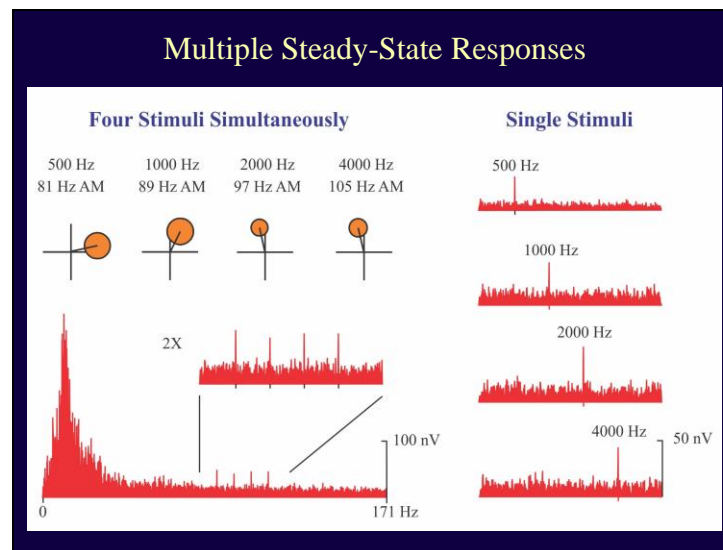 Multiple Steady-State Responses
Four Stimuli Simultaneously
500 Hz 1000 Hz 2000 Hz 4000 Hz
81 Hz AM 89 Hz AM 97 Hz AM 105 Hz AM
2X
100 nV
0 171 Hz
Single Stimuli
500 Hz
1000 Hz
2000 Hz
4000 Hz
50 nV